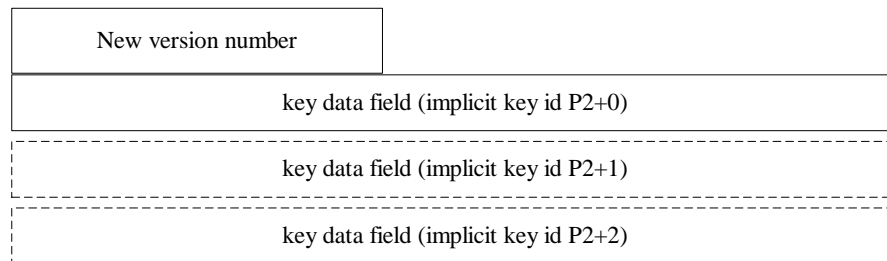 New version number
key data field (implicit key id P2+0)
key data field (implicit key id P2+1)
key data field (implicit key id P2+2)